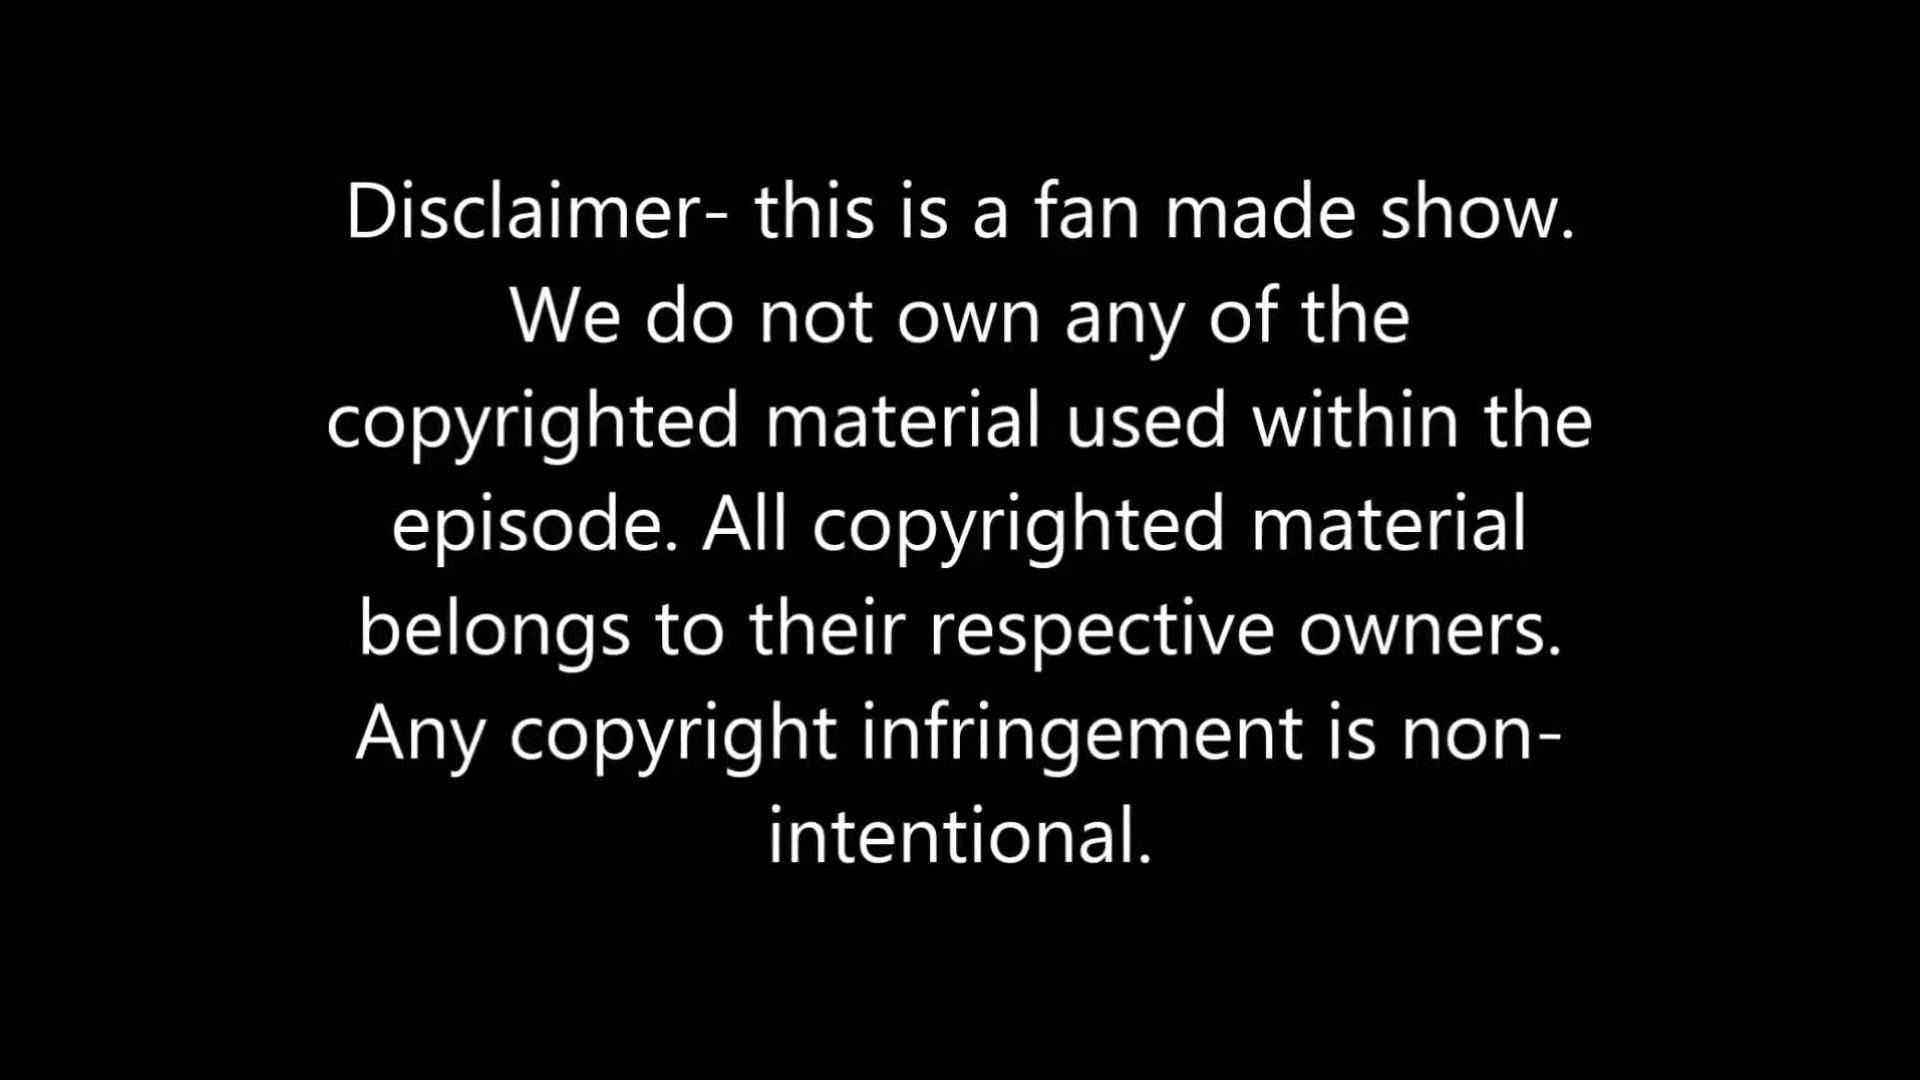 Disclaimer- this is a fan made show.
We do not own any of the
copyrighted material used within the
episode. All copyrighted material
belongs to their respective owners.
Any copyright infringement is non-
intentional.